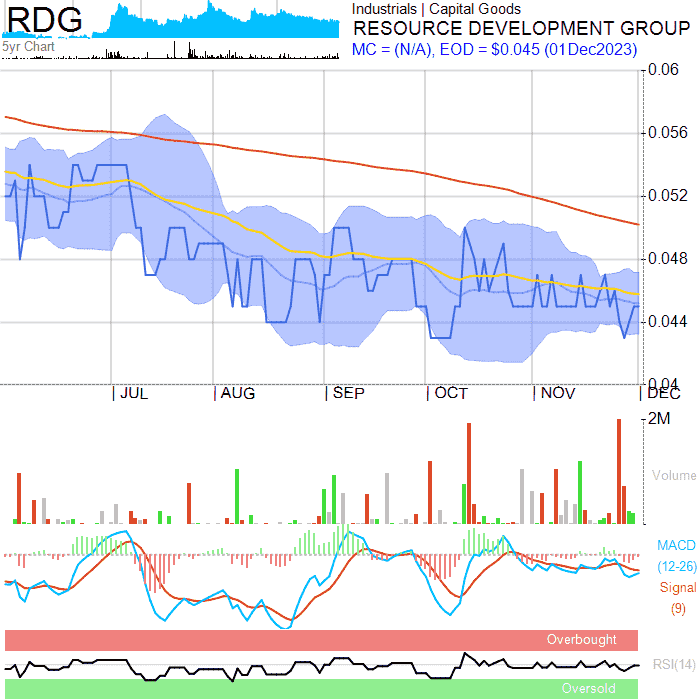 RDG
5yr Chart
Industrials | Capital Goods
RESOURCE DEVELOPMENT GROUP
MC = (N/A), EOD = $0.045 (01Dec2023)
0.06
0.056
0.052
0.048
0.044
0.04
JUL AUG SEP OCT NOV DEC
2M
Volume
MACD
(12-26)
Signal
(9)
Overbought
RSI(14)
Oversold